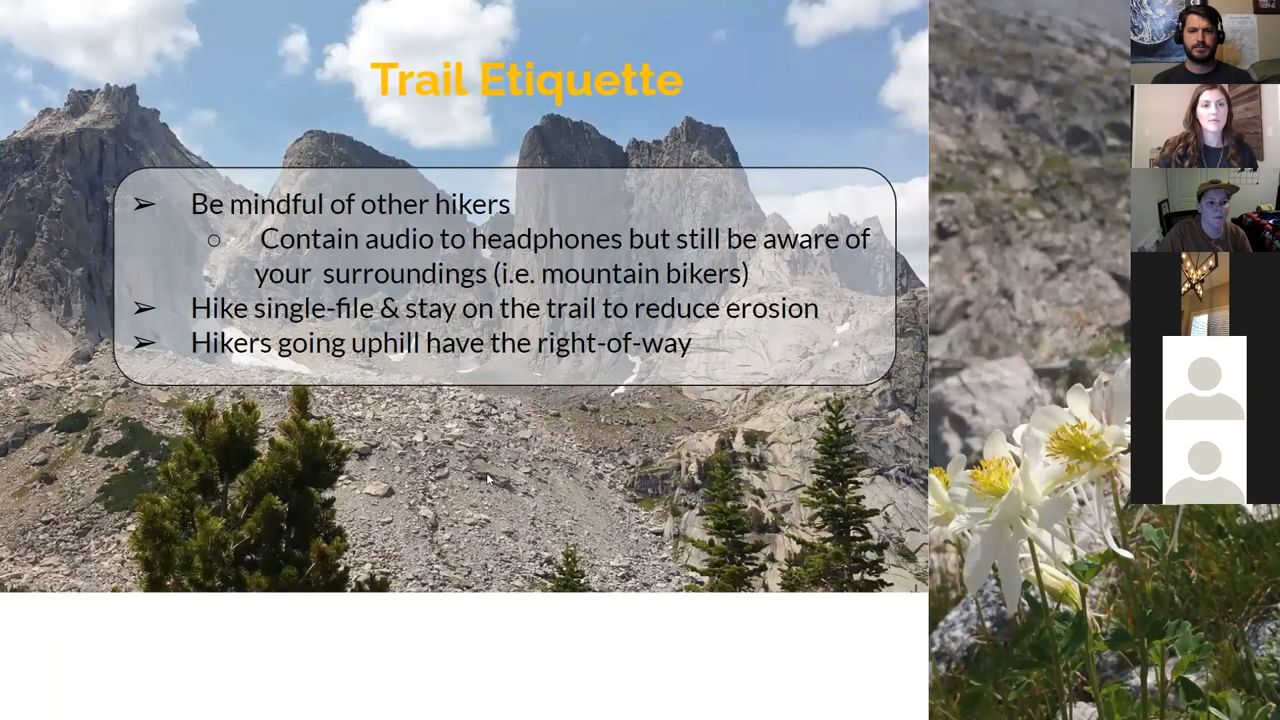 Trail Etiquette
➢ Be mindful of other hikers
○ Contain audio to headphones but still be aware of
your surroundings (i.e. mountain bikers)
➢ Hike single-file & stay on the trail to reduce erosion
➢ Hikers going uphill have the right-of-way